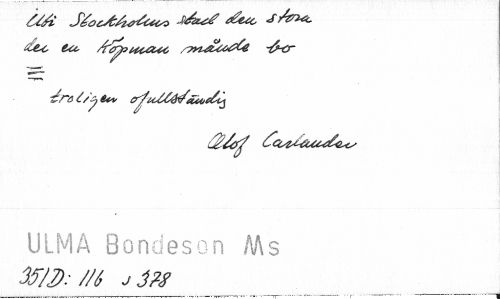 Uti Stockholms stad den stora
der en Köpman månde bo
troligen ofullständig
Olof Carlander
ULMA Bondeson Ms
351D: 116 s 378